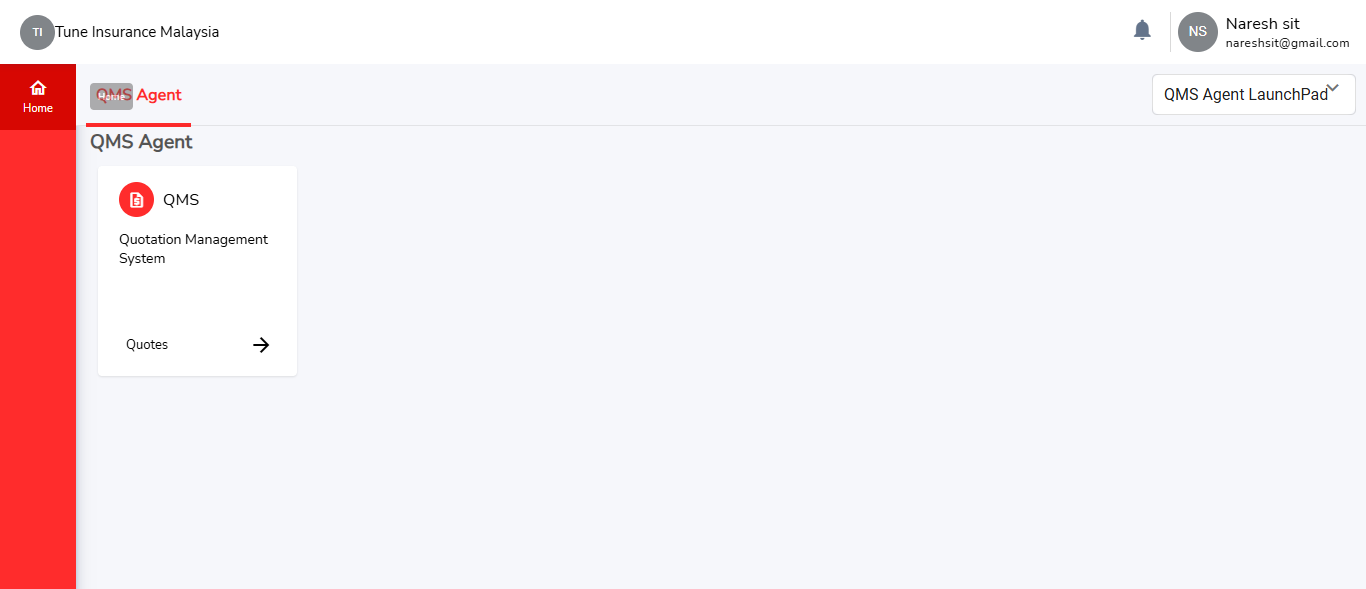 TI
Tune Insurance Malaysia
NS
Naresh sit
nareshsit@gmail.com
Home
QMS Agent
Home
QMS Agent LaunchPad
QMS Agent
QMS
Quotation Management
System
Quotes